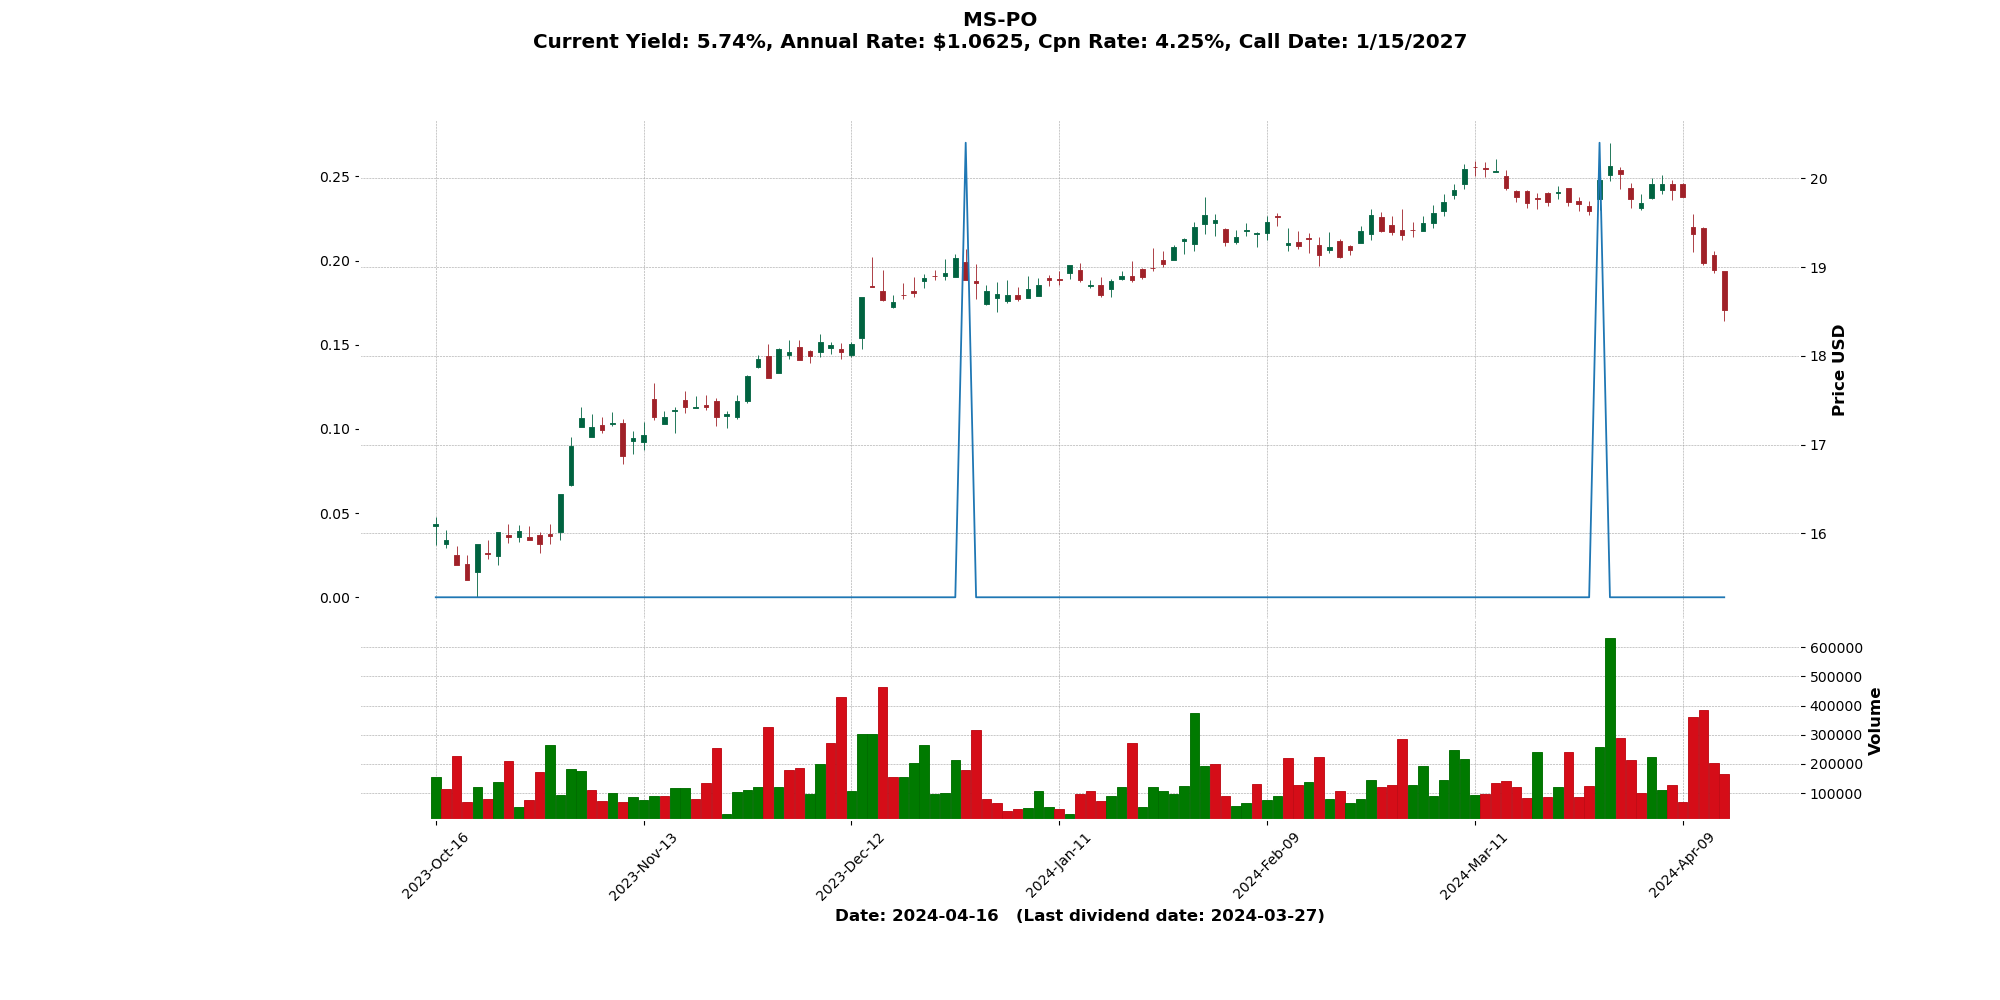 MS-PO
Current Yield: 5.74%, Annual Rate: $1.0625, Cpn Rate: 4.25%, Call Date: 1/15/2027
0.25
0.20
0.15
0.10
0.05
0.00
20
19
18
17
16
Price USD
600000
500000
400000
300000
200000
100000
Volume
2023-Oct-16
2023-Nov-13
2023-Dec-12
2024-Jan-11
2024-Feb-09
2024-Mar-11
2024-Apr-09
Date: 2024-04-16   (Last dividend date: 2024-03-27)